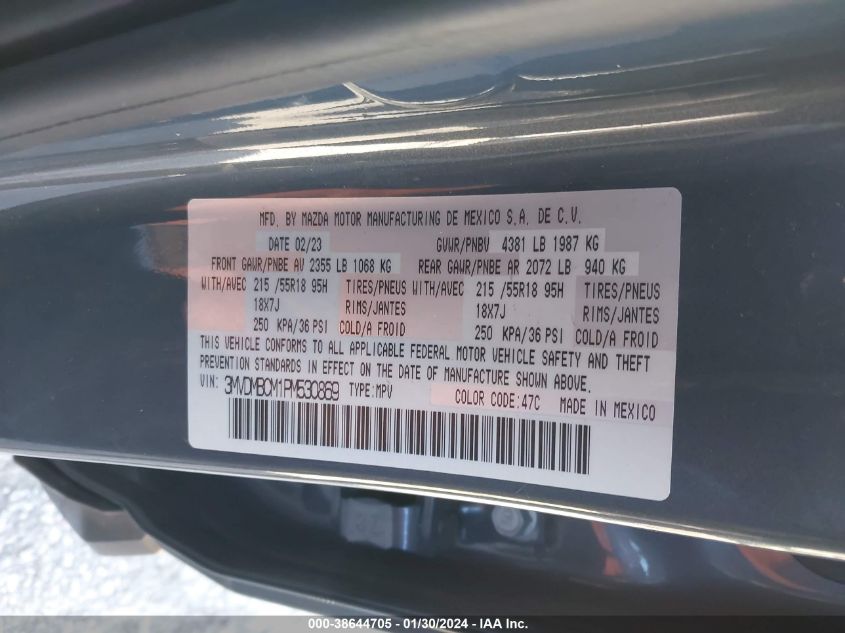 MFD. BY MAZDA MOTOR MANUFACTURING DE MEXICO S.A. DE C.V.
DATE 02/23 GVWR/PNBV 4381 LB 1987 KG
FRONT GAWR/PNBE AV 2355 LB 1068 KG REAR GAWR/PNBE AR 2072 LB 940 KG
WITH/AVEC 215 /55R18 95H TIRES/PNEUS WITH/AVEC 215 /55R18 95H TIRES/PNEUS
18X7J RIMS/JANTES 18X7J RIMS/JANTES
250 KPA/36 PSI COLD/A FROID 250 KPA/36 PSI COLD/A FROID
THIS VEHICLE CONFORMS TO ALL APPLICABLE FEDERAL MOTOR VEHICLE SAFETY AND THEFT
PREVENTION STANDARDS IN EFFECT ON THE DATE OF MANUFACTURE SHOWN ABOVE.
VIN: 3MVDMBCM1PM530869 TYPE:MPV COLOR CODE:47C MADE IN MEXICO
000-38644705 - 01/30/2024 - IAA Inc.